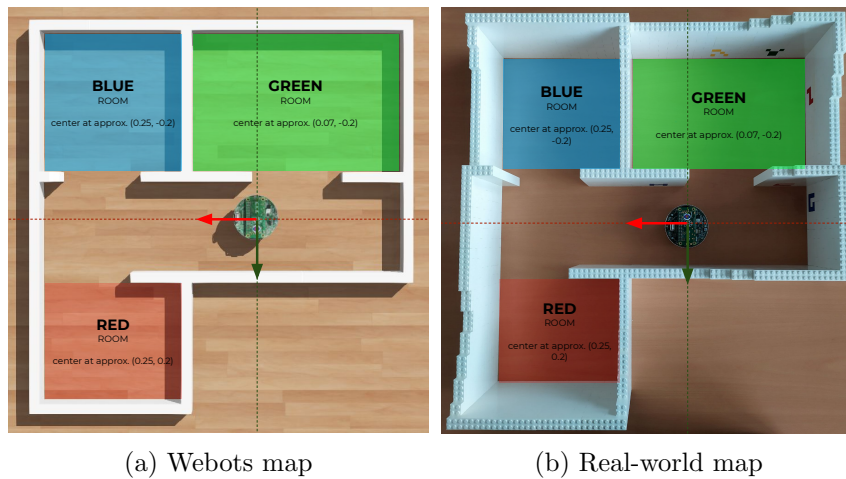 BLUE
ROOM
center at approx. (0.25, -0.2)
GREEN
ROOM
center at approx. (0.07, -0.2)
RED
ROOM
center at approx. (0.25, 0.2)
(a) Webots map
BLUE
ROOM
center at approx. (0.25,
-0.2)
GREEN
ROOM
center at approx. (0.07, -0.2)
RED
ROOM
center at approx. (0.25,
0.2)
(b) Real-world map